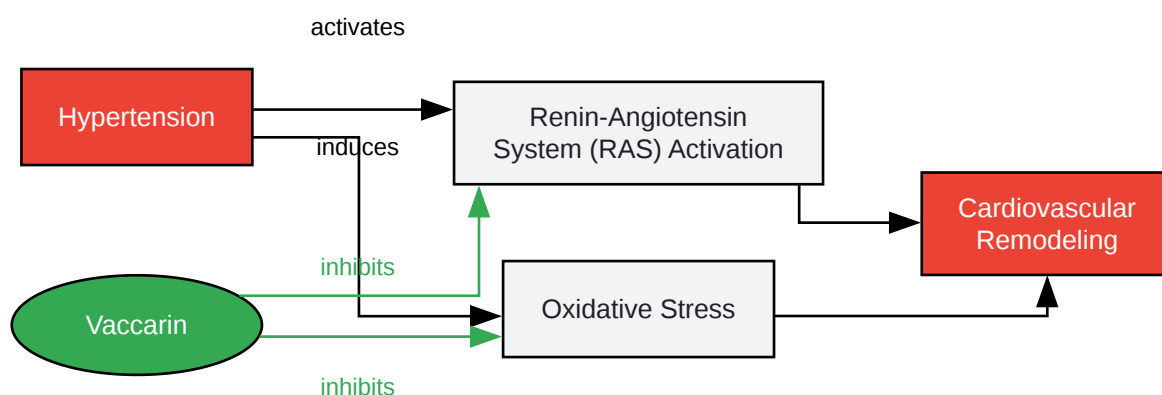 activates
Hypertension
Renin-Angiotensin
System (RAS) Activation
induces
Cardiovascular
Remodeling
inhibits
Oxidative Stress
Vaccarin
inhibits